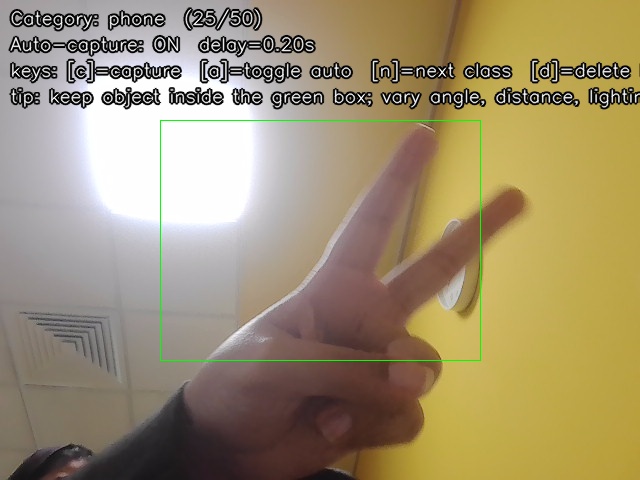 Category: phone (25/50)
Auto-capture: ON delay=0.20s
keys: [c]=capture [a]=toggle auto [n]=next class [d]=delete
tip: keep object inside the green box; vary angle, distance, lightin